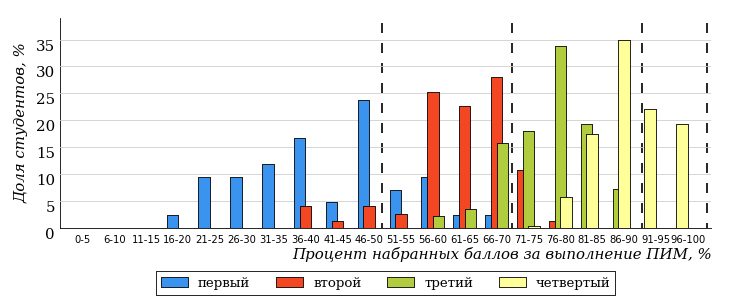 Доля студентов, %
35
30
25
20
15
10
5
0
0-5 6-10 11-15 16-20 21-25 26-30 31-35 36-40 41-45 46-50 51-55 56-60 61-65 66-70 71-75 76-80 81-85 86-90 91-95 96-100
Процент набранных баллов за выполнение ПИМ, %
первый второй третий четвертый